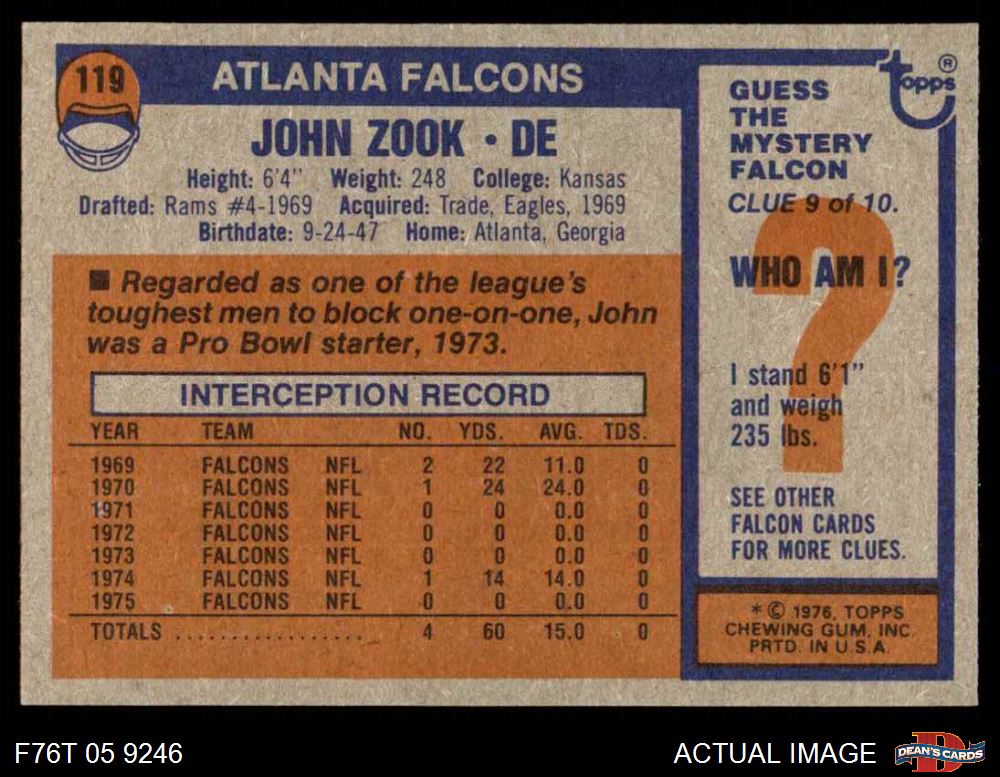 119
ATLANTA FALCONS
JOHN ZOOK • DE
Height: 6'4" Weight: 248 College: Kansas
Drafted: Rams #4-1969 Acquired: Trade, Eagles, 1969
Birthdate: 9-24-47 Home: Atlanta, Georgia
■ Regarded as one of the league's
toughest men to block one-on-one, John
was a Pro Bowl starter, 1973.
INTERCEPTION RECORD
YEAR TEAM NO. YDS. AVG. TDS.
1969 FALCONS NFL 2 22 11.0 0
1970 FALCONS NFL 1 24 24.0 0
1971 FALCONS NFL 0 0 0.0 0
1972 FALCONS NFL 0 0 0.0 0
1973 FALCONS NFL 0 0 0.0 0
1974 FALCONS NFL 1 14 14.0 0
1975 FALCONS NFL 0 0 0.0 0
TOTALS .................. 4 60 15.0 0
topps®
GUESS
THE
MYSTERY
FALCON
CLUE 9 of 10.
?
WHO AM I?
I stand 6'1"
and weigh
235 lbs.
SEE OTHER
FALCON CARDS
FOR MORE CLUES.
* © 1976, TOPPS
CHEWING GUM, INC.
PRTD. IN U.S.A.
F76T 05 9246
ACTUAL IMAGE
D
DEAN'S CARDS